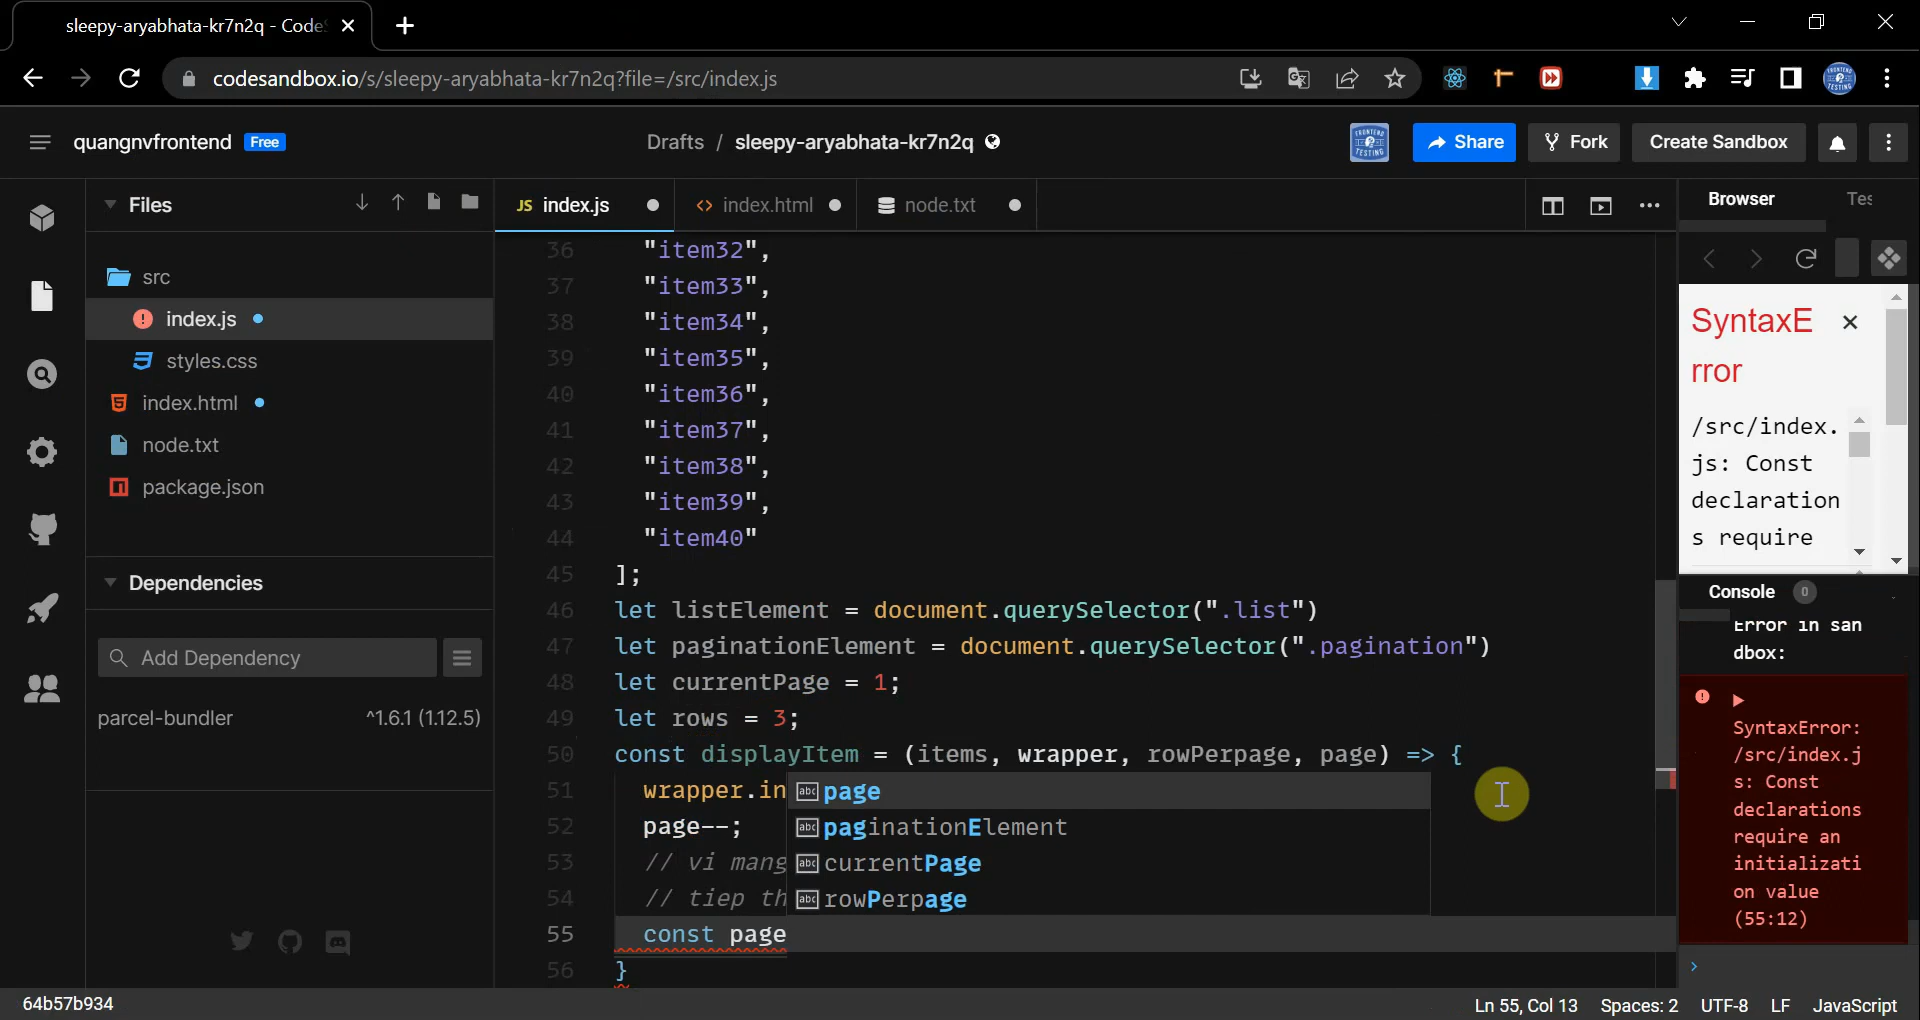 sleepy-aryabhata-kr7n2q - Code
codesandbox.io/s/sleepy-aryabhata-kr7n2q?file=/src/index.js
quangnvfrontend Free
Drafts / sleepy-aryabhata-kr7n2q
FRONTEND
TESTING
Share
Fork
Create Sandbox
Files
JS index.js
index.html
node.txt
Browser
Tes
src
index.js
styles.css
index.html
node.txt
package.json
Dependencies
Add Dependency
parcel-bundler ^1.6.1 (1.12.5)
36 "item32",
37 "item33",
38 "item34",
39 "item35",
40 "item36",
41 "item37",
42 "item38",
43 "item39",
44 "item40"
45 ];
46 let listElement = document.querySelector(".list")
47 let paginationElement = document.querySelector(".pagination")
48 let currentPage = 1;
49 let rows = 3;
50 const displayItem = (items, wrapper, rowPerpage, page) => {
51 wrapper.in
52 page--;
53 // vi mang
54 // tiep th
55 const page
56 }
abc page
abc paginationElement
abc currentPage
abc rowPerpage
SyntaxE
rror
/src/index.
js: Const
declaration
s require
Console 0
Error in san
dbox:
SyntaxError:
/src/index.j
s: Const
declarations
require an
initializati
on value
(55:12)
64b57b934
Ln 55, Col 13 Spaces: 2 UTF-8 LF JavaScript